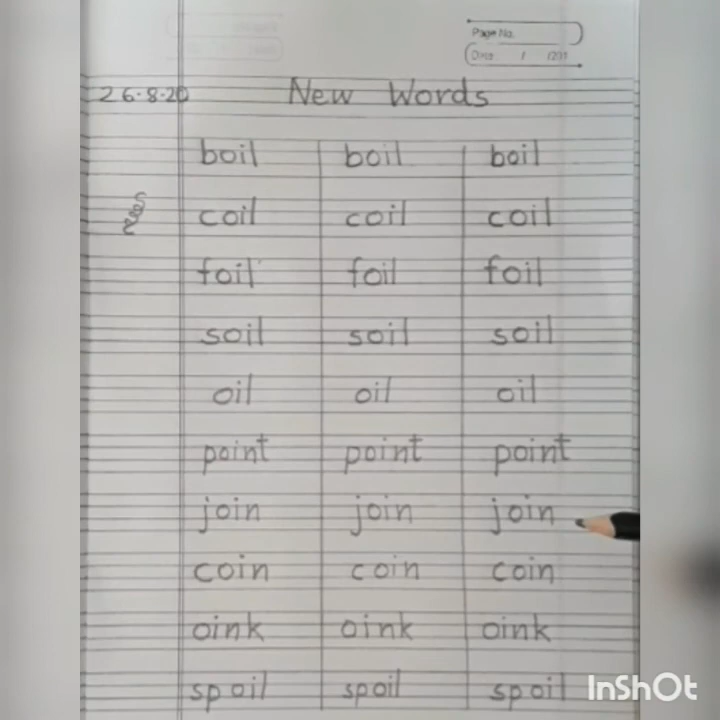 Page No.
Date / /201
26.8.20 New Words
boil boil boil
coil coil coil
foil foil foil
soil soil soil
oil oil oil
point point point
join join join
coin coin coin
oink oink oink
spoil spoil spoil
InShOt